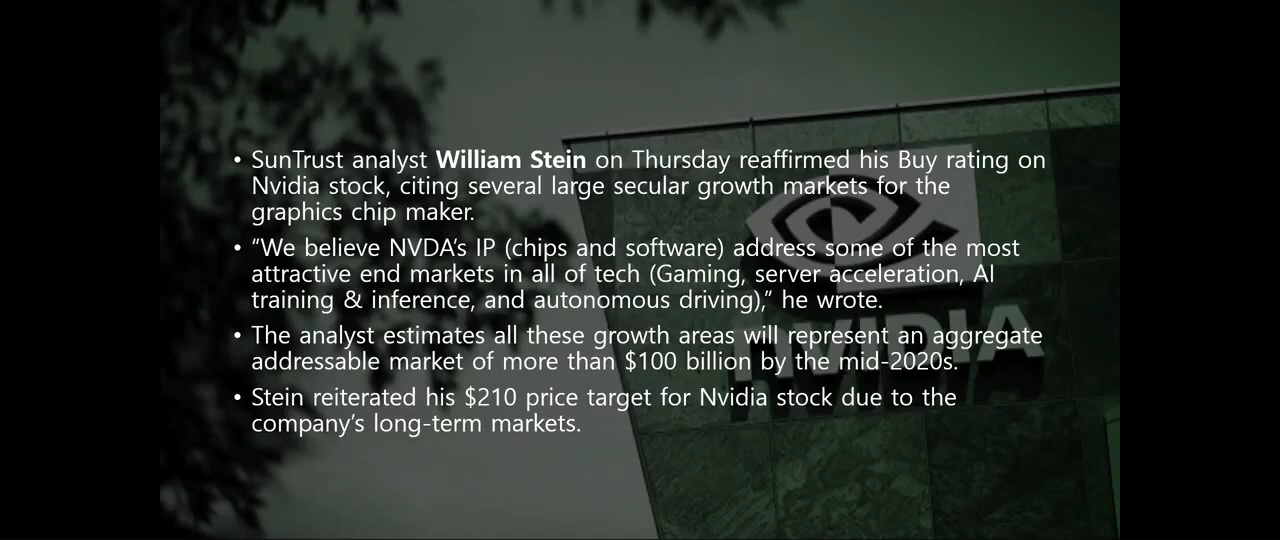 • SunTrust analyst William Stein on Thursday reaffirmed his Buy rating on
Nvidia stock, citing several large secular growth markets for the
graphics chip maker.
• “We believe NVDA’s IP (chips and software) address some of the most
attractive end markets in all of tech (Gaming, server acceleration, AI
training & inference, and autonomous driving),” he wrote.
• The analyst estimates all these growth areas will represent an aggregate
addressable market of more than $100 billion by the mid-2020s.
• Stein reiterated his $210 price target for Nvidia stock due to the
company’s long-term markets.
NVIDIA